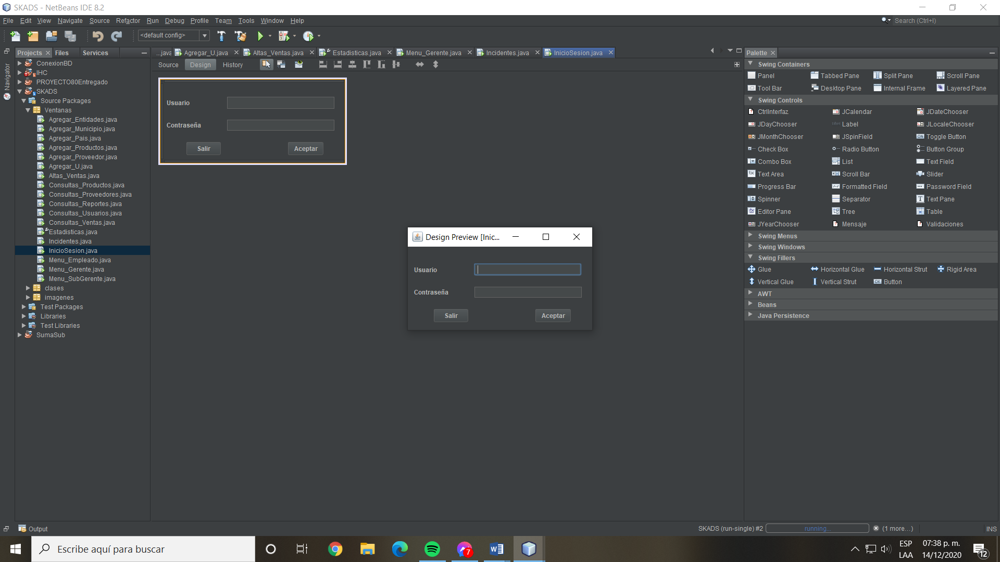 SKADS - NetBeans IDE 8.2
File Edit View Navigate Source Refactor Run Debug Profile Team Tools Window Help
Search (Ctrl+I)
<default config>
Projects Files Services
...java Agregar_U.java Altas_Ventas.java Estadisticas.java Menu_Gerente.java Incidentes.java InicioSesion.java
Palette
Navigator
Source Design History
ConexionBD
IHC
PROYECTO80Entregado
SKADS
Source Packages
Ventanas
Agregar_Entidades.java
Agregar_Municipio.java
Agregar_Pais.java
Agregar_Productos.java
Agregar_Proveedor.java
Agregar_U.java
Altas_Ventas.java
Consultas_Productos.java
Consultas_Proveedores.java
Consultas_Reportes.java
Consultas_Usuarios.java
Consultas_Ventas.java
Estadisticas.java
Incidentes.java
InicioSesion.java
Menu_Empleado.java
Menu_Gerente.java
Menu_SubGerente.java
clases
imagenes
Test Packages
Libraries
Test Libraries
SumaSub
Usuario
Contraseña
Salir Aceptar
Design Preview [Inic...
Usuario
Contraseña
Salir Aceptar
Swing Containers
Panel Tabbed Pane Split Pane Scroll Pane
Tool Bar Desktop Pane Internal Frame Layered Pane
Swing Controls
CtrlInterfaz JCalendar JDateChooser
JDayChooser Label JLocaleChooser
JMonthChooser JSpinField Toggle Button
Check Box Radio Button Button Group
Combo Box List Text Field
Text Area Scroll Bar Slider
Progress Bar Formatted Field Password Field
Spinner Separator Text Pane
Editor Pane Tree Table
JYearChooser Mensaje Validaciones
Swing Menus
Swing Windows
Swing Fillers
Glue Horizontal Glue Horizontal Strut Rigid Area
Vertical Glue Vertical Strut Button
AWT
Beans
Java Persistence
Output
SKADS (run-single) #2 running... (1 more...)
INS
Escribe aquí para buscar
7
ESP
LAA
07:38 p. m.
14/12/2020
12